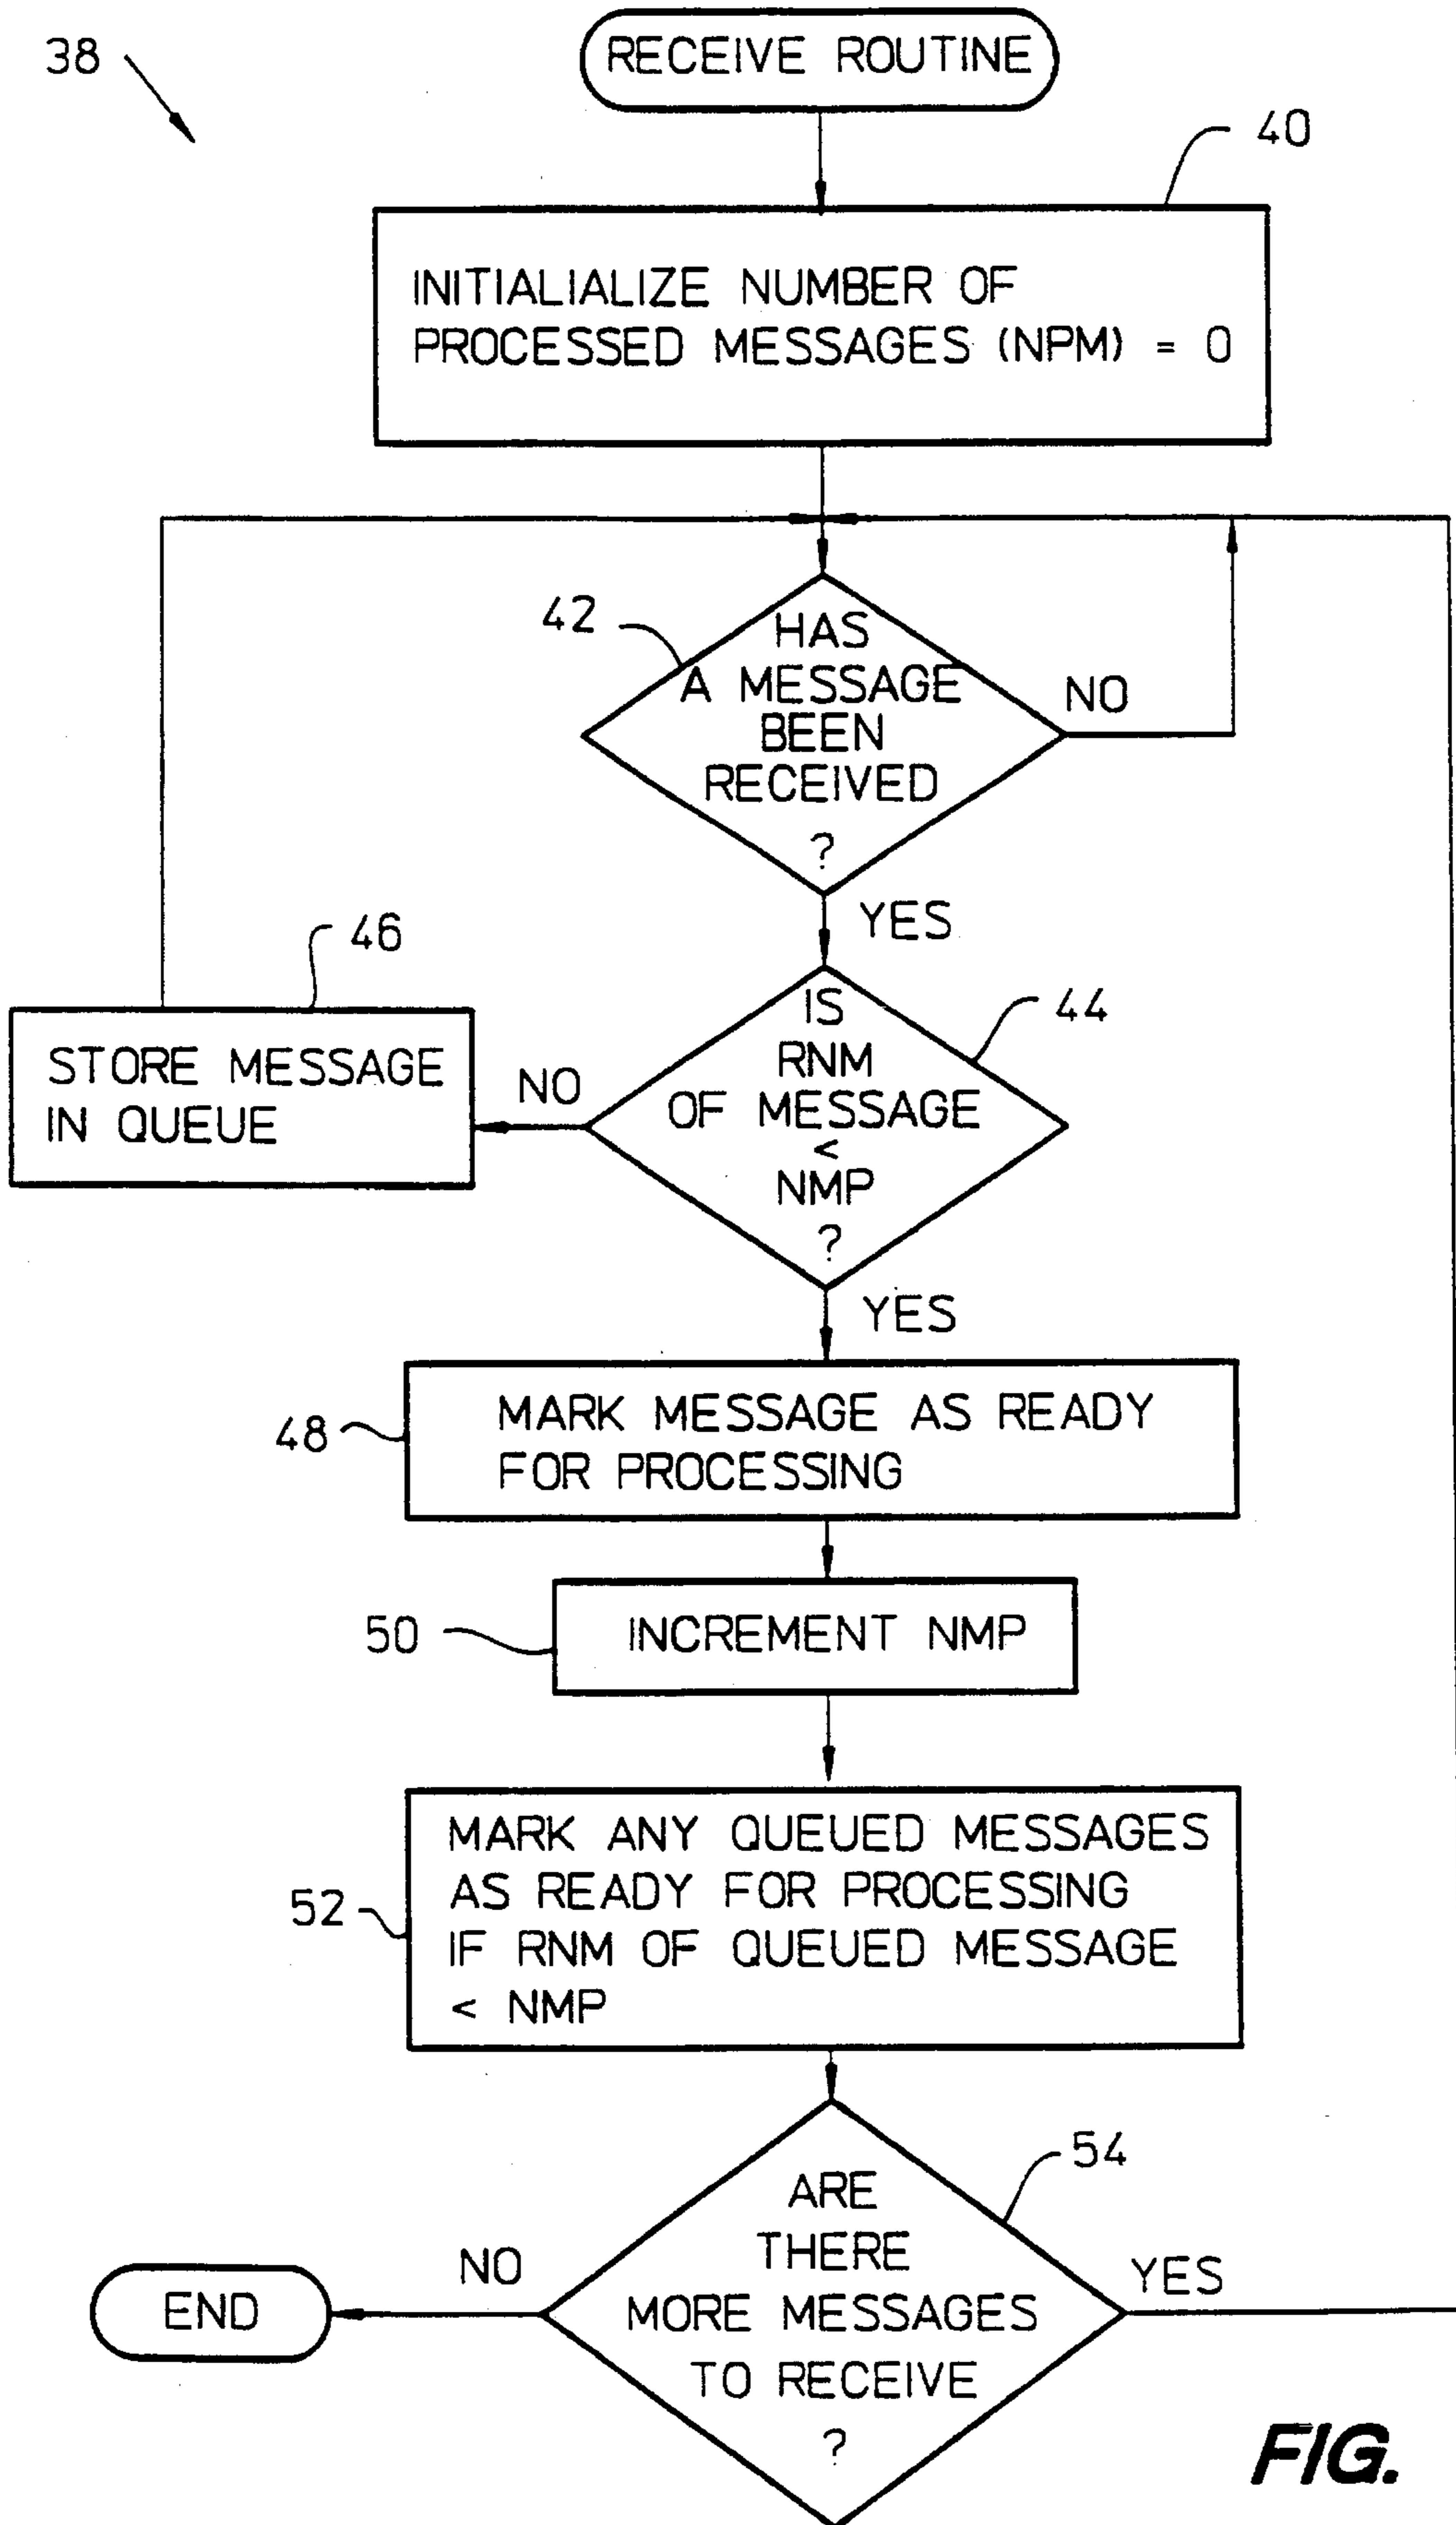 38
RECEIVE ROUTINE
40
INITIALIALIZE NUMBER OF
PROCESSED MESSAGES (NPM) = 0
42
HAS
A MESSAGE
BEEN
RECEIVED
?
NO
YES
46
STORE MESSAGE
IN QUEUE
NO
44
IS
RNM
OF MESSAGE
<
NMP
?
YES
48
MARK MESSAGE AS READY
FOR PROCESSING
50
INCREMENT NMP
52
MARK ANY QUEUED MESSAGES
AS READY FOR PROCESSING
IF RNM OF QUEUED MESSAGE
< NMP
54
ARE
THERE
MORE MESSAGES
TO RECEIVE
?
NO
YES
END
FIG.